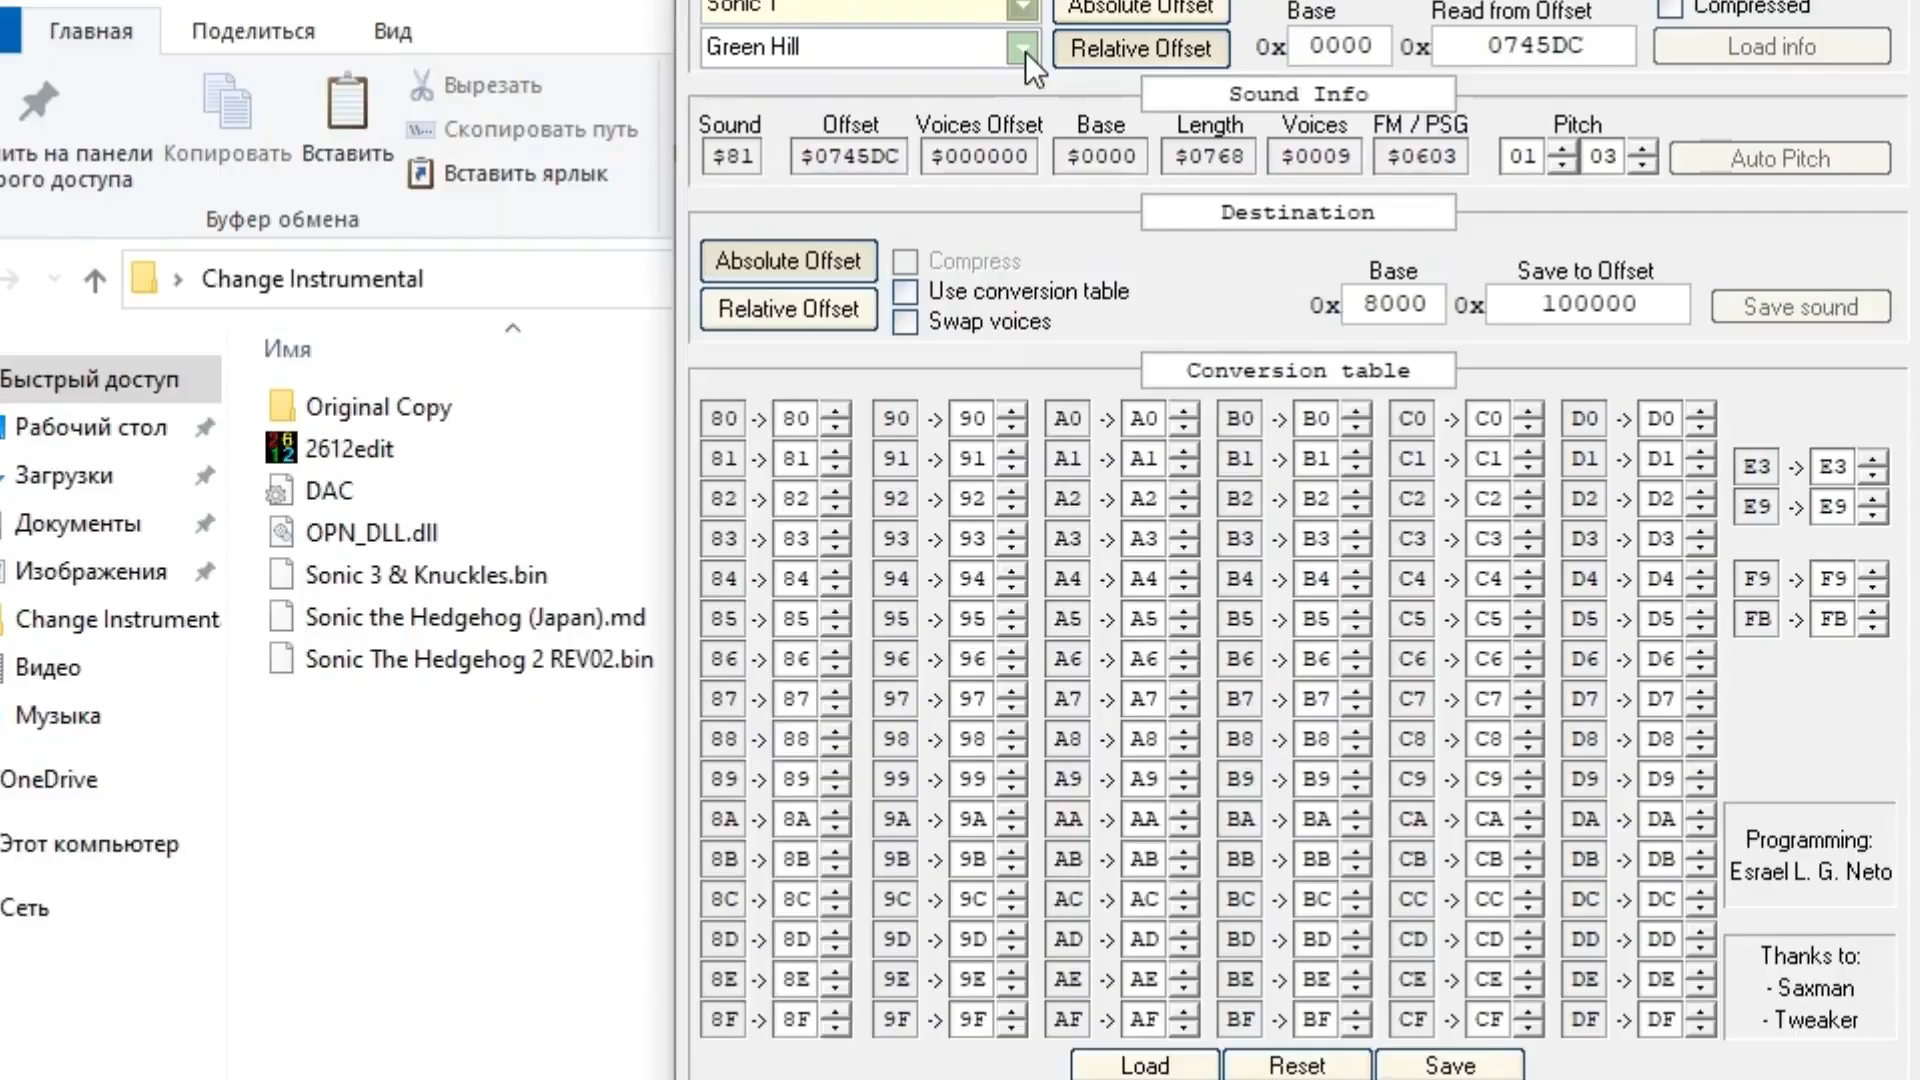 Главная
Поделиться
Вид
Вырезать
Скопировать путь
Вставить ярлык
ить на панели
рого доступа
Копировать
Вставить
Буфер обмена
Change Instrumental
Имя
Быстрый доступ
Рабочий стол
Загрузки
Документы
Изображения
Change Instrument
Видео
Музыка
OneDrive
Этот компьютер
Сеть
Original Copy
2612edit
DAC
OPN_DLL.dll
Sonic 3 & Knuckles.bin
Sonic the Hedgehog (Japan).md
Sonic The Hedgehog 2 REV02.bin
Sonic 1
Absolute Offset
Base
Read from Offset
Compressed
Green Hill
Relative Offset
0x 0000
0x 0745DC
Load info
Sound Info
Sound Offset Voices Offset Base Length Voices FM / PSG Pitch
$81 $0745DC $000000 $0000 $0768 $0009 $0603 01 03 Auto Pitch
Destination
Absolute Offset
Compress
Relative Offset
Use conversion table
Swap voices
Base
Save to Offset
0x 8000
0x 100000
Save sound
Conversion table
80 -> 80 90 -> 90 A0 -> A0 B0 -> B0 C0 -> C0 D0 -> D0
81 -> 81 91 -> 91 A1 -> A1 B1 -> B1 C1 -> C1 D1 -> D1
82 -> 82 92 -> 92 A2 -> A2 B2 -> B2 C2 -> C2 D2 -> D2
83 -> 83 93 -> 93 A3 -> A3 B3 -> B3 C3 -> C3 D3 -> D3
84 -> 84 94 -> 94 A4 -> A4 B4 -> B4 C4 -> C4 D4 -> D4
85 -> 85 95 -> 95 A5 -> A5 B5 -> B5 C5 -> C5 D5 -> D5
86 -> 86 96 -> 96 A6 -> A6 B6 -> B6 C6 -> C6 D6 -> D6
87 -> 87 97 -> 97 A7 -> A7 B7 -> B7 C7 -> C7 D7 -> D7
88 -> 88 98 -> 98 A8 -> A8 B8 -> B8 C8 -> C8 D8 -> D8
89 -> 89 99 -> 99 A9 -> A9 B9 -> B9 C9 -> C9 D9 -> D9
8A -> 8A 9A -> 9A AA -> AA BA -> BA CA -> CA DA -> DA
8B -> 8B 9B -> 9B AB -> AB BB -> BB CB -> CB DB -> DB
8C -> 8C 9C -> 9C AC -> AC BC -> BC CC -> CC DC -> DC
8D -> 8D 9D -> 9D AD -> AD BD -> BD CD -> CD DD -> DD
8E -> 8E 9E -> 9E AE -> AE BE -> BE CE -> CE DE -> DE
8F -> 8F 9F -> 9F AF -> AF BF -> BF CF -> CF DF -> DF
E3 -> E3
E9 -> E9
F9 -> F9
FB -> FB
Programming:
Esrael L. G. Neto
Thanks to:
- Saxman
- Tweaker
Load
Reset
Save